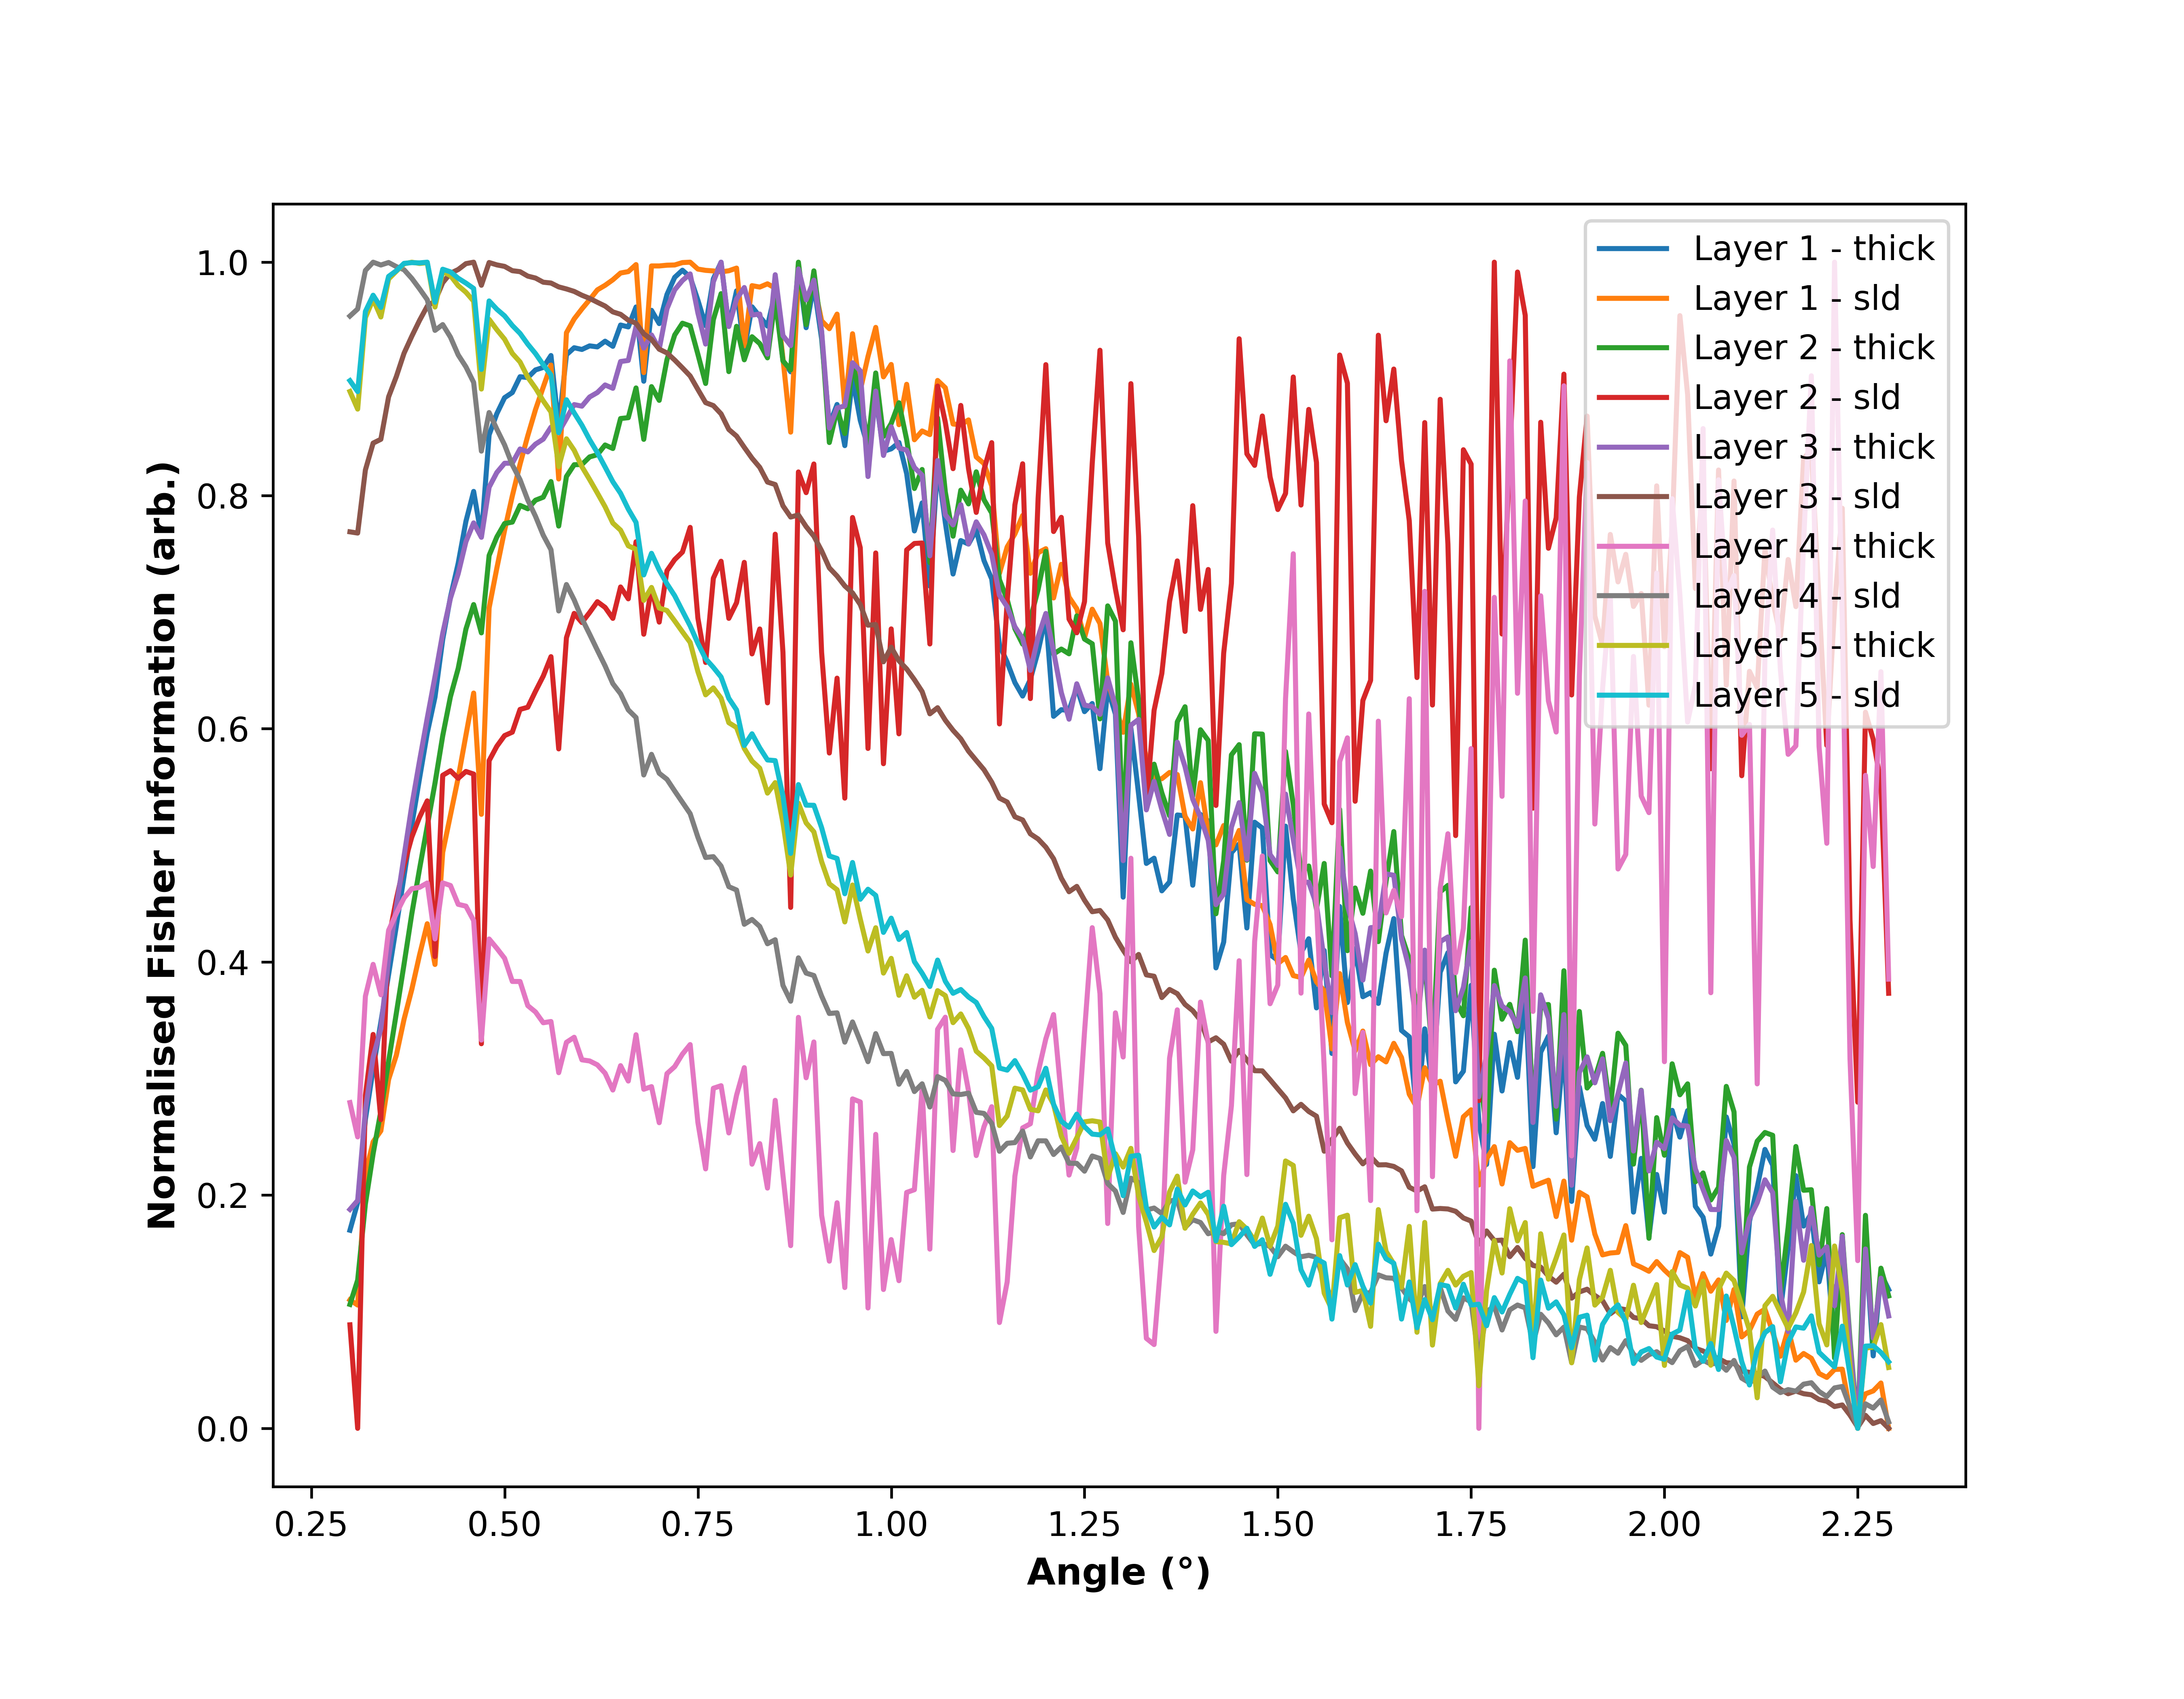 Normalised Fisher Information (arb.)
1.0
0.8
0.6
0.4
0.2
0.0
Layer 1 - thick
Layer 1 - sld
Layer 2 - thick
Layer 2 - sld
Layer 3 - thick
Layer 3 - sld
Layer 4 - thick
Layer 4 - sld
Layer 5 - thick
Layer 5 - sld
0.25 0.50 0.75 1.00 1.25 1.50 1.75 2.00 2.25
Angle (°)